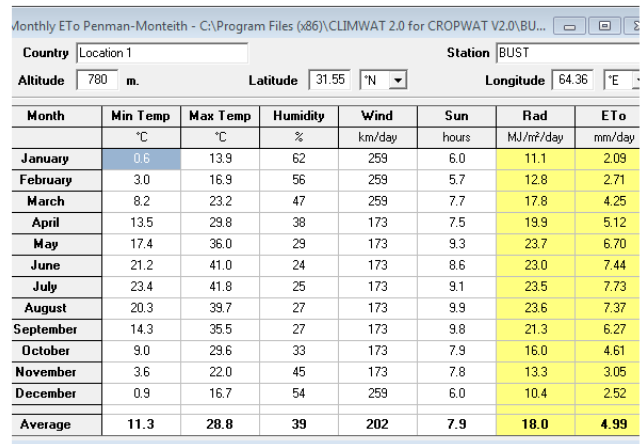 Monthly ETo Penman-Monteith - C:\Program Files (x86)\CLIMWAT 2.0 for CROPWAT V2.0\BU...
Country Location 1 Station BUST
Altitude 780 m. Latitude 31.55 °N Longitude 64.36 °E
Month Min Temp Max Temp Humidity Wind Sun Rad ETo
°C °C % km/day hours MJ/m²/day mm/day
January 0.6 13.9 62 259 6.0 11.1 2.09
February 3.0 16.9 56 259 5.7 12.8 2.71
March 8.2 23.2 47 259 7.7 17.8 4.25
April 13.5 29.8 38 173 7.5 19.9 5.12
May 17.4 36.0 29 173 9.3 23.7 6.70
June 21.2 41.0 24 173 8.6 23.0 7.44
July 23.4 41.8 25 173 9.1 23.5 7.73
August 20.3 39.7 27 173 9.9 23.6 7.37
September 14.3 35.5 27 173 9.8 21.3 6.27
October 9.0 29.6 33 173 7.9 16.0 4.61
November 3.6 22.0 45 173 7.8 13.3 3.05
December 0.9 16.7 54 259 6.0 10.4 2.52
Average 11.3 28.8 39 202 7.9 18.0 4.99